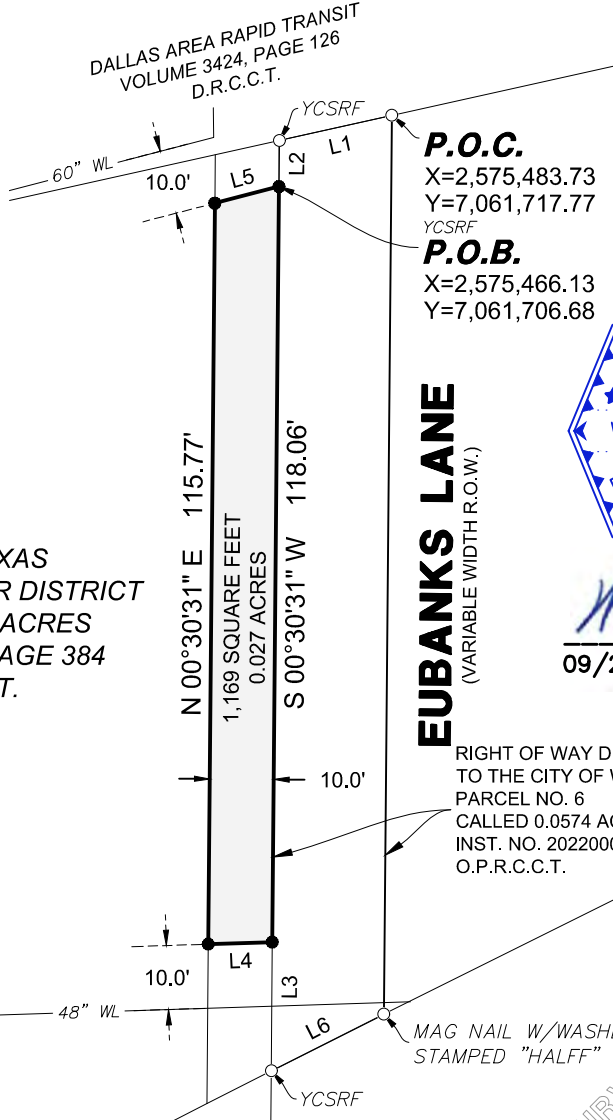 DALLAS AREA RAPID TRANSIT
VOLUME 3424, PAGE 126
D.R.C.C.T.
YCSRF
60" WL
10.0'
L5
L2
L1
P.O.C.
X=2,575,483.73
Y=7,061,717.77
YCSRF
P.O.B.
X=2,575,466.13
Y=7,061,706.68
N 00°30'31" E 115.77'
1,169 SQUARE FEET
0.027 ACRES
S 00°30'31" W 118.06'
EUBANKS LANE
(VARIABLE WIDTH R.O.W.)
XAS
R DISTRICT
ACRES
AGE 384
T.
09/2
10.0'
RIGHT OF WAY D
TO THE CITY OF W
PARCEL NO. 6
CALLED 0.0574 AC
INST. NO. 2022000
O.P.R.C.C.T.
10.0'
L4
L3
48" WL
L6
MAG NAIL W/WASHE
STAMPED "HALFF"
YCSRF